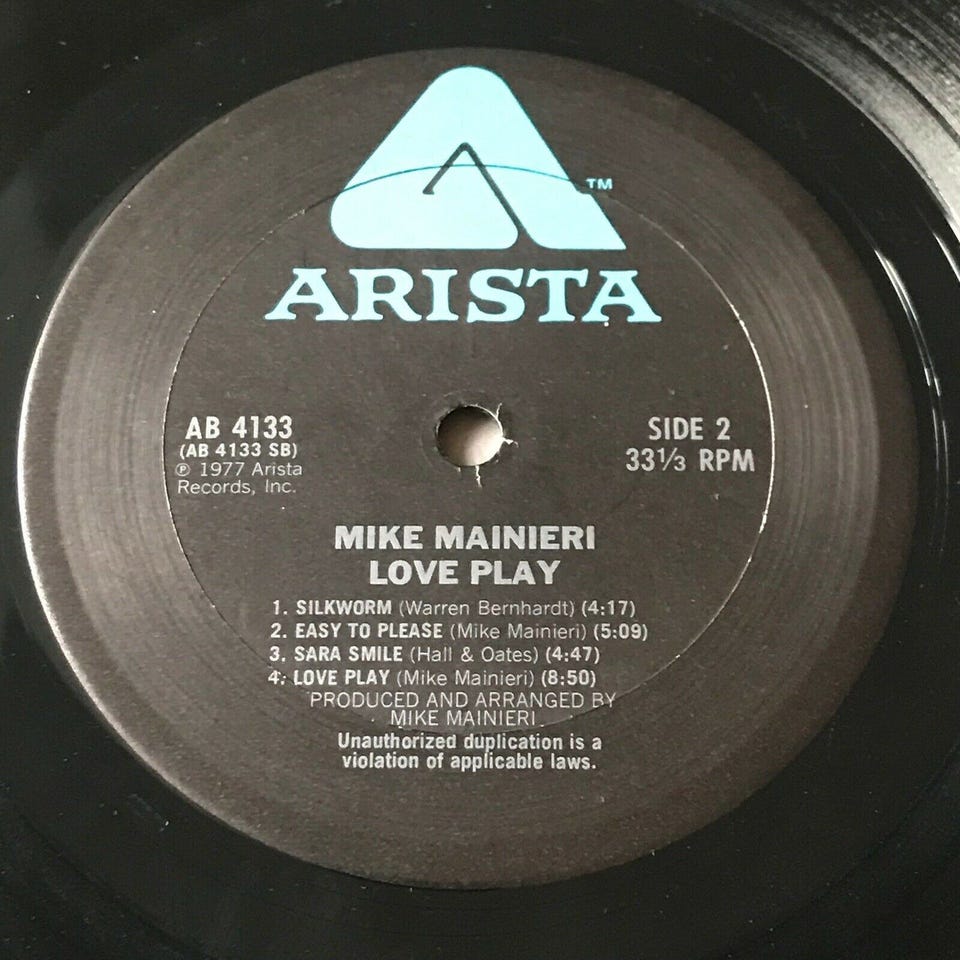 TM
ARISTA
AB 4133
(AB 4133 SB)
℗ 1977 Arista
Records, Inc.
SIDE 2
33⅓ RPM
MIKE MAINIERI
LOVE PLAY
1. SILKWORM (Warren Bernhardt) (4:17)
2. EASY TO PLEASE (Mike Mainieri) (5:09)
3. SARA SMILE (Hall & Oates) (4:47)
4. LOVE PLAY (Mike Mainieri) (8:50)
PRODUCED AND ARRANGED BY
MIKE MAINIERI
Unauthorized duplication is a
violation of applicable laws.